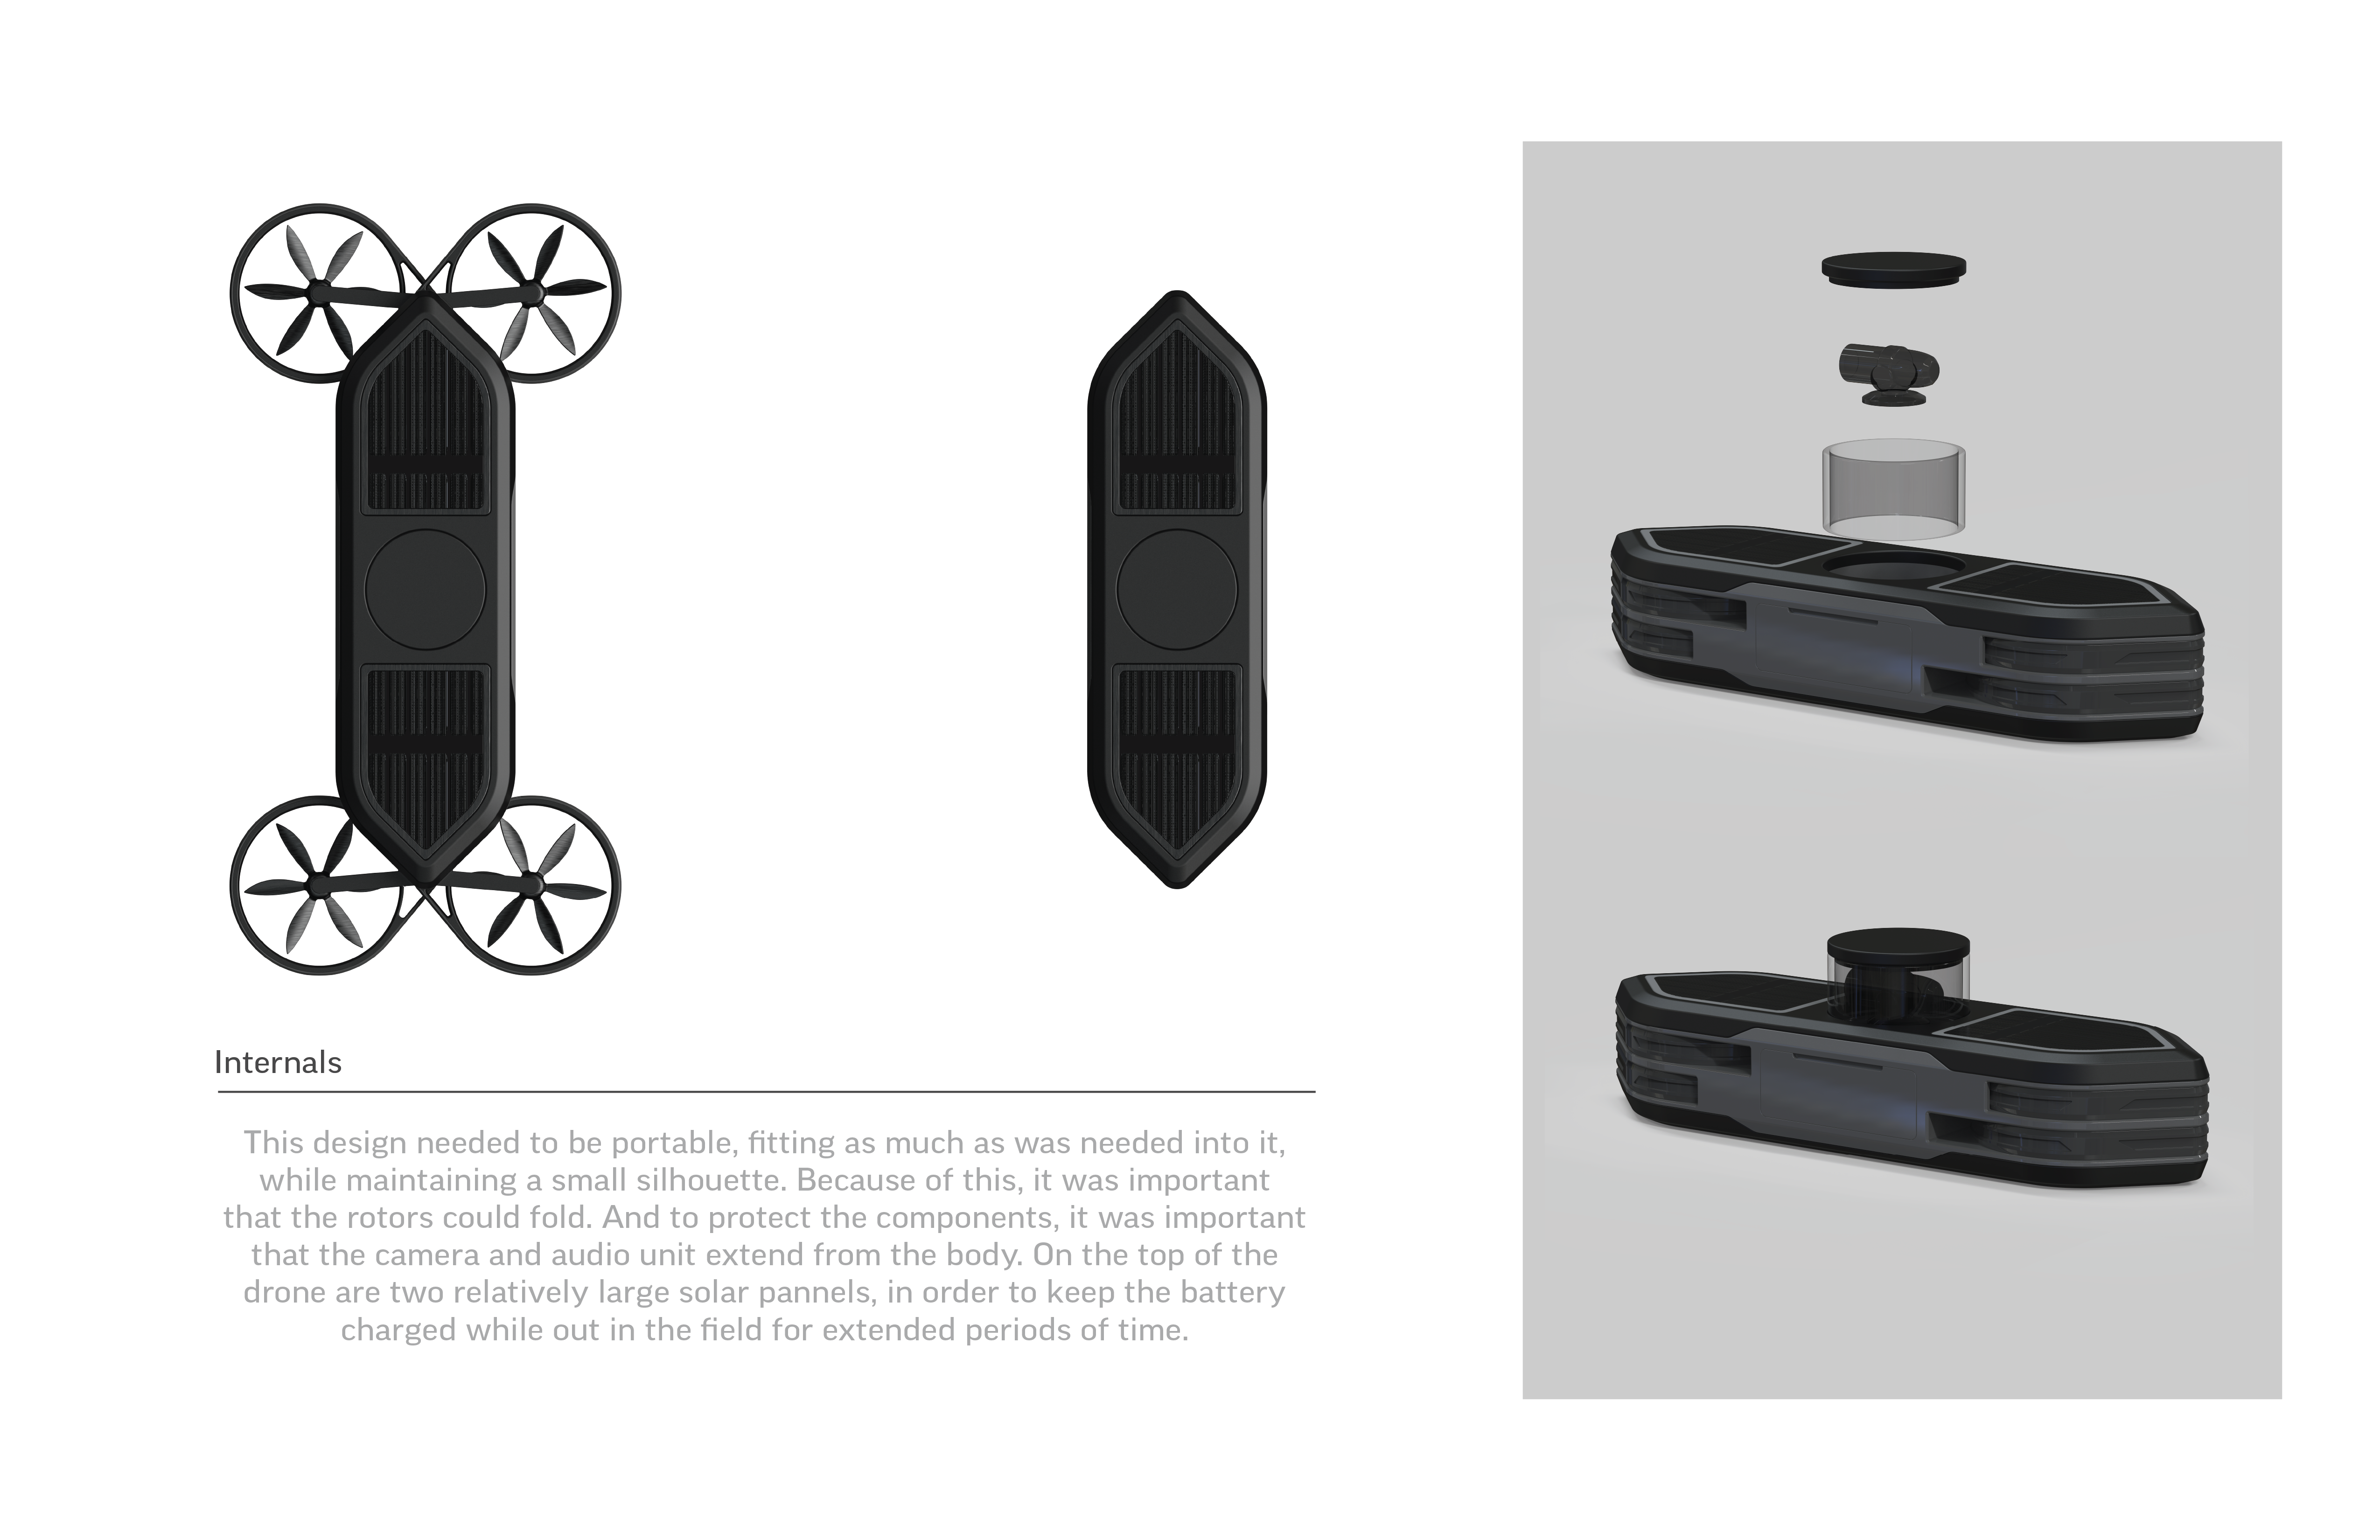 Internals
This design needed to be portable, fitting as much as was needed into it,
while maintaining a small silhouette. Because of this, it was important
that the rotors could fold. And to protect the components, it was important
that the camera and audio unit extend from the body. On the top of the
drone are two relatively large solar pannels, in order to keep the battery
charged while out in the field for extended periods of time.